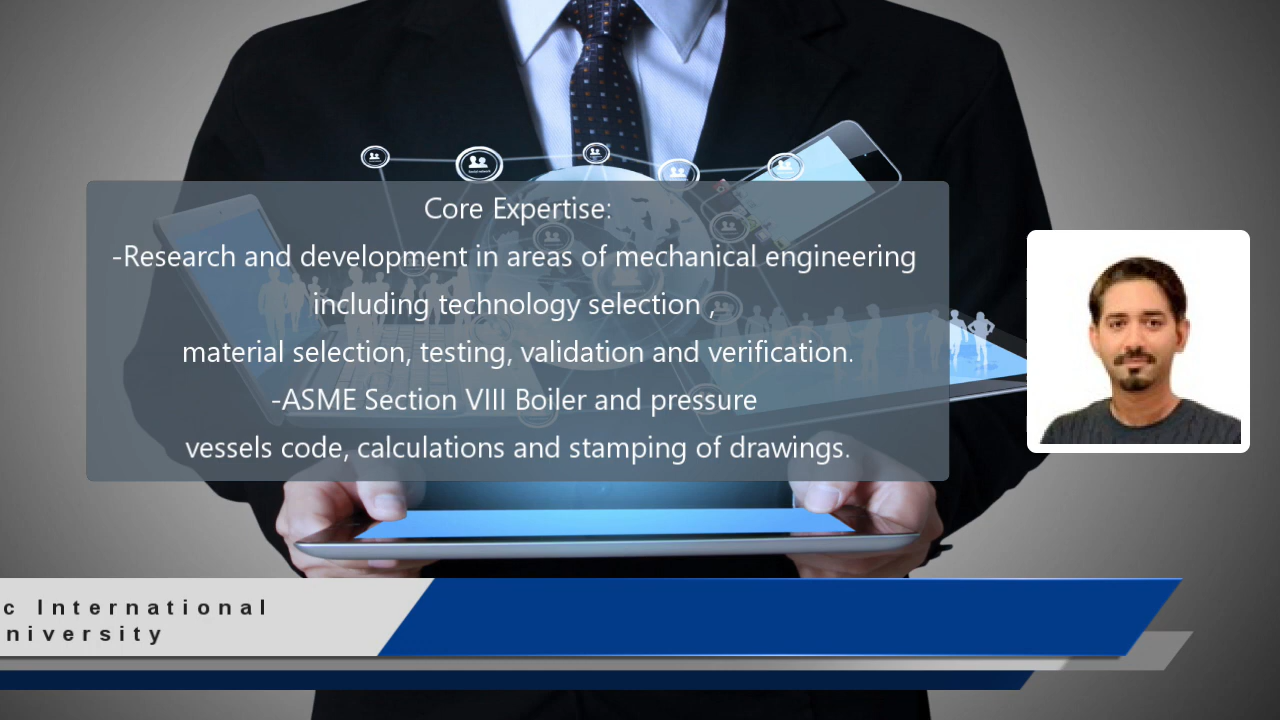 Core Expertise:
-Research and development in areas of mechanical engineering
including technology selection ,
material selection, testing, validation and verification.
-ASME Section VIII Boiler and pressure
vessels code, calculations and stamping of drawings.
c International
niversity